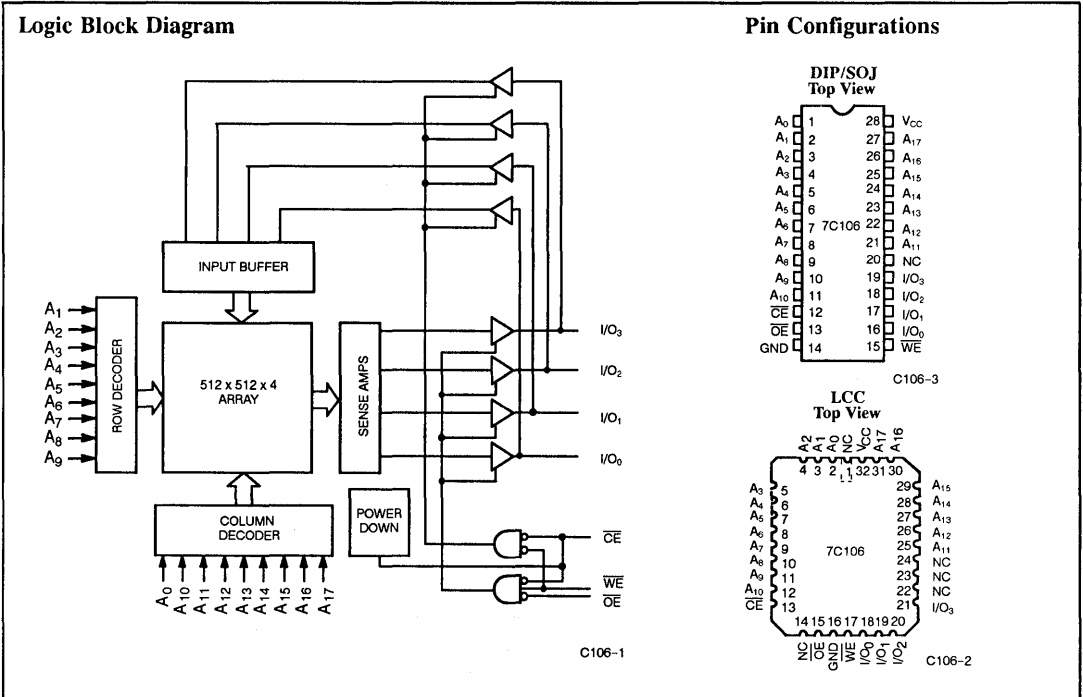 Logic Block Diagram
INPUT BUFFER
A1
A2
A3
A4
A5
A6
A7
A8
A9
ROW DECODER
512 x 512 x 4
ARRAY
SENSE AMPS
I/O3
I/O2
I/O1
I/O0
COLUMN
DECODER
POWER
DOWN
A0 A10 A11 A12 A13 A14 A15 A16 A17
CE
WE
OE
C106-1
Pin Configurations
DIP/SOJ
Top View
A0 1 28 VCC
A1 2 27 A17
A2 3 26 A16
A3 4 25 A15
A4 5 24 A14
A5 6 23 A13
A6 7 7C106 22 A12
A7 8 21 A11
A8 9 20 NC
A9 10 19 I/O3
A10 11 18 I/O2
CE 12 17 I/O1
OE 13 16 I/O0
GND 14 15 WE
C106-3
LCC
Top View
A2 A1 A0 NC VCC A17 A16
4 3 2 1 32 31 30
A3 5 29 A15
A4 6 28 A14
A5 7 27 A13
A6 8 26 A12
A7 9 7C106 25 A11
A8 10 24 NC
A9 11 23 NC
A10 12 22 NC
CE 13 21 I/O3
14 15 16 17 18 19 20
NC OE GND WE I/O0 I/O1 I/O2
C106-2